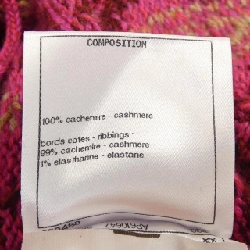 COMPOSITION
100% cachemire - cashmere
bords cotes - ribbings -
99% cachemire - cashmere
1% elasthanne - elastane